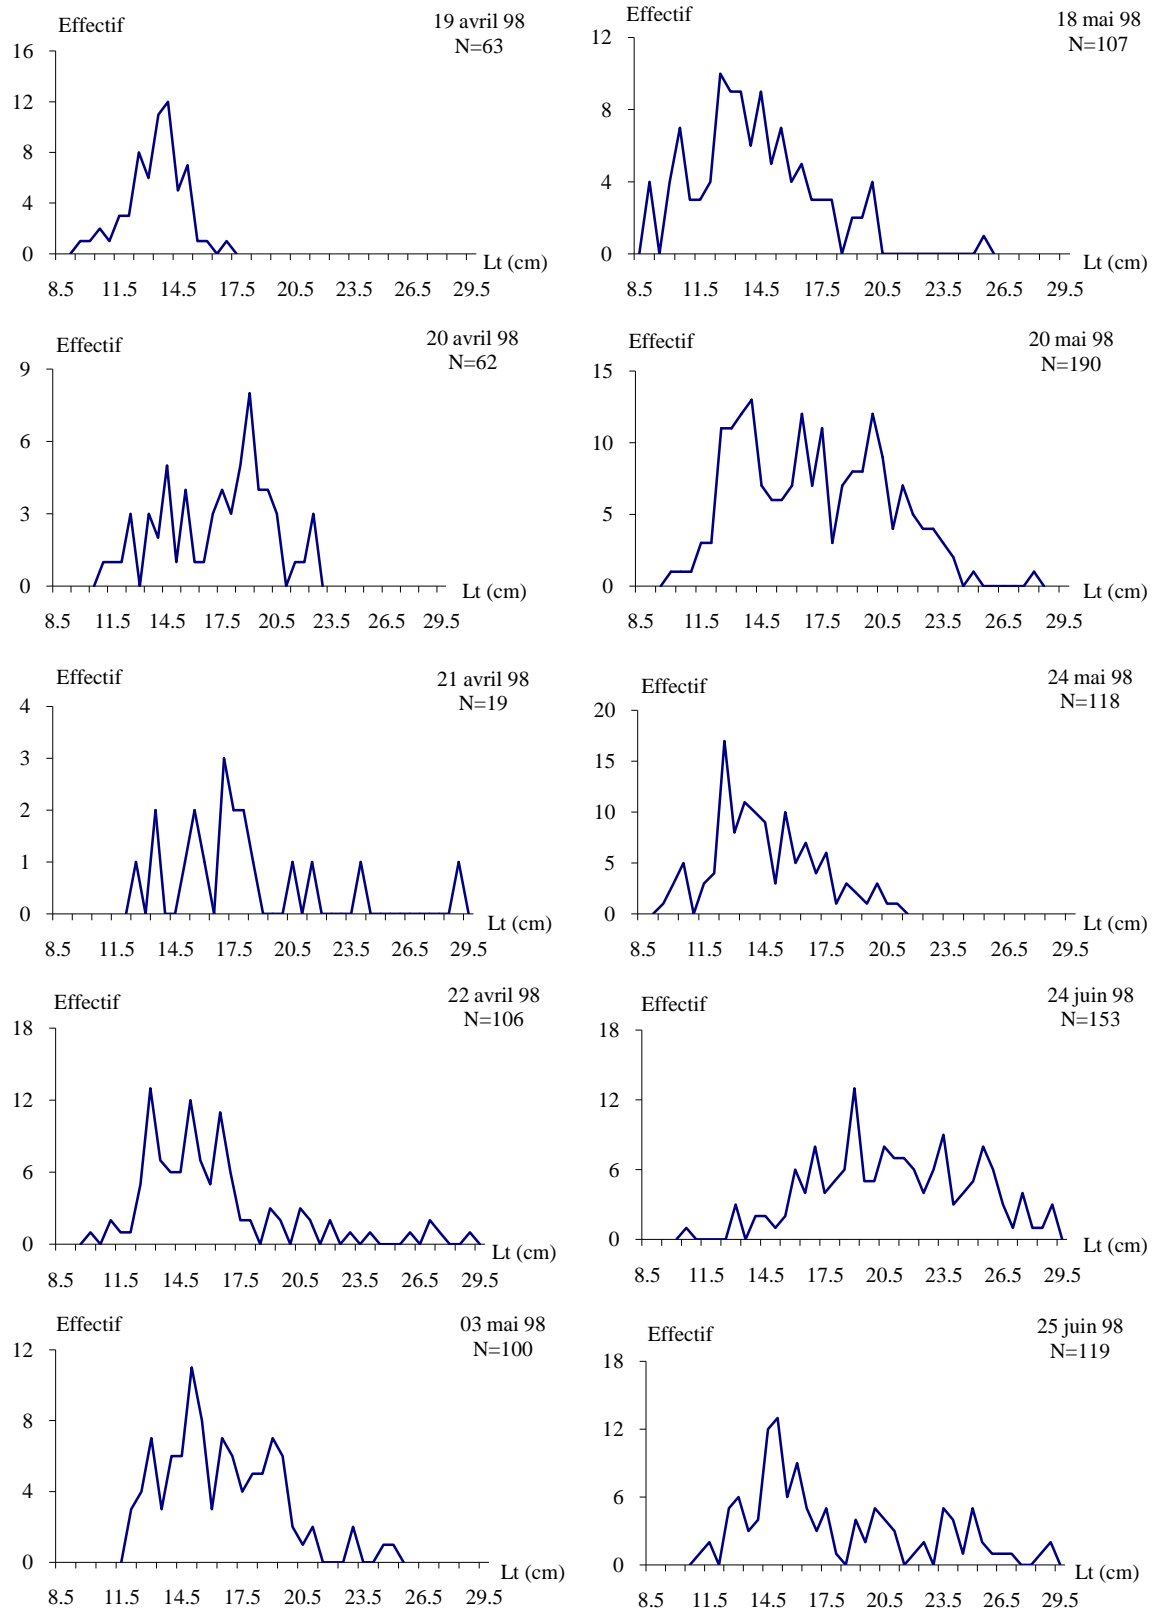 Effectif
19 avril 98
N=63
16
12
8
4
0
Lt (cm)
8.5 11.5 14.5 17.5 20.5 23.5 26.5 29.5
Effectif
18 mai 98
N=107
12
8
4
0
Lt (cm)
8.5 11.5 14.5 17.5 20.5 23.5 26.5 29.5
Effectif
20 avril 98
N=62
9
6
3
0
Lt (cm)
8.5 11.5 14.5 17.5 20.5 23.5 26.5 29.5
Effectif
20 mai 98
N=190
15
10
5
0
Lt (cm)
8.5 11.5 14.5 17.5 20.5 23.5 26.5 29.5
Effectif
21 avril 98
N=19
4
3
2
1
0
Lt (cm)
8.5 11.5 14.5 17.5 20.5 23.5 26.5 29.5
Effectif
24 mai 98
N=118
20
15
10
5
0
Lt (cm)
8.5 11.5 14.5 17.5 20.5 23.5 26.5 29.5
Effectif
22 avril 98
N=106
18
12
6
0
Lt (cm)
8.5 11.5 14.5 17.5 20.5 23.5 26.5 29.5
Effectif
24 juin 98
N=153
18
12
6
0
Lt (cm)
8.5 11.5 14.5 17.5 20.5 23.5 26.5 29.5
Effectif
03 mai 98
N=100
12
8
4
0
Lt (cm)
8.5 11.5 14.5 17.5 20.5 23.5 26.5 29.5
Effectif
25 juin 98
N=119
18
12
6
0
Lt (cm)
8.5 11.5 14.5 17.5 20.5 23.5 26.5 29.5